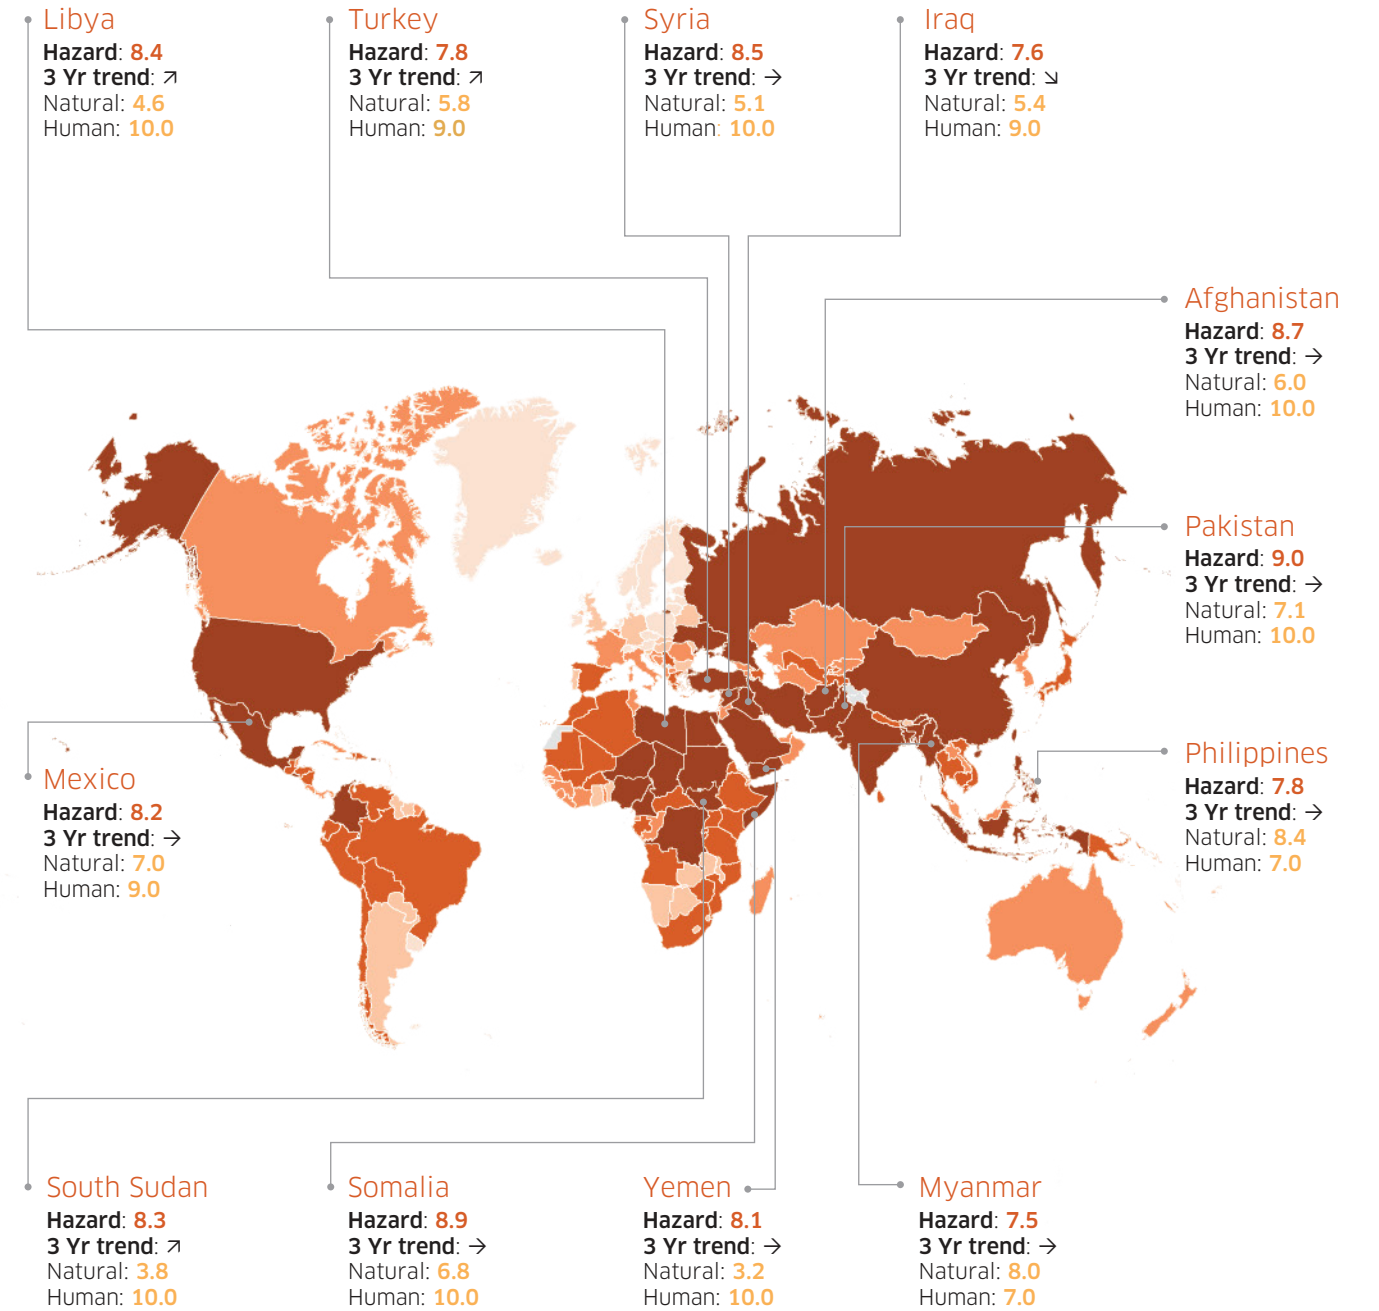 Libya
Hazard: 8.4
3 Yr trend: ↗
Natural: 4.6
Human: 10.0
Turkey
Hazard: 7.8
3 Yr trend: ↗
Natural: 5.8
Human: 9.0
Syria
Hazard: 8.5
3 Yr trend: →
Natural: 5.1
Human: 10.0
Iraq
Hazard: 7.6
3 Yr trend: ↘
Natural: 5.4
Human: 9.0
Afghanistan
Hazard: 8.7
3 Yr trend: →
Natural: 6.0
Human: 10.0
Pakistan
Hazard: 9.0
3 Yr trend: →
Natural: 7.1
Human: 10.0
Philippines
Hazard: 7.8
3 Yr trend: →
Natural: 8.4
Human: 7.0
Mexico
Hazard: 8.2
3 Yr trend: →
Natural: 7.0
Human: 9.0
South Sudan
Hazard: 8.3
3 Yr trend: ↗
Natural: 3.8
Human: 10.0
Somalia
Hazard: 8.9
3 Yr trend: →
Natural: 6.8
Human: 10.0
Yemen
Hazard: 8.1
3 Yr trend: →
Natural: 3.2
Human: 10.0
Myanmar
Hazard: 7.5
3 Yr trend: →
Natural: 8.0
Human: 7.0